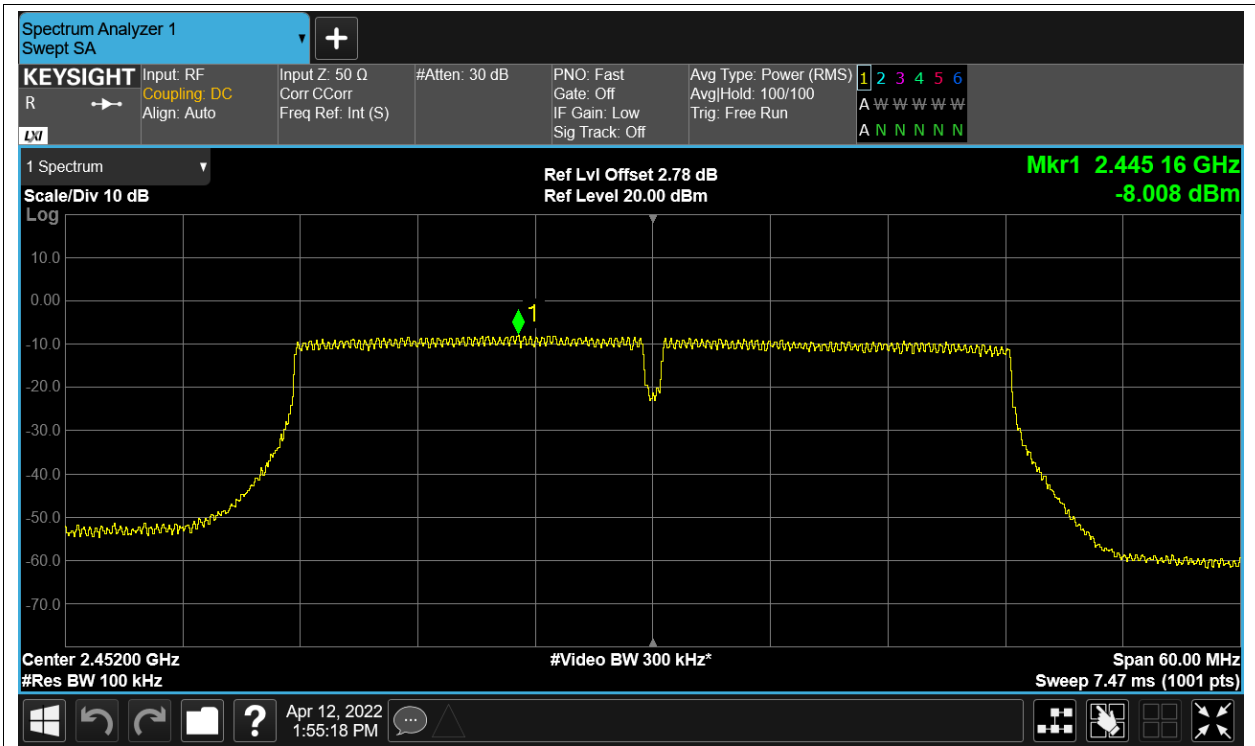 Spectrum Analyzer 1
Swept SA
KEYSIGHT
R
LXI
Input: RF
Coupling: DC
Align: Auto
Input Z: 50 Ω
Corr CCorr
Freq Ref: Int (S)
#Atten: 30 dB
PNO: Fast
Gate: Off
IF Gain: Low
Sig Track: Off
Avg Type: Power (RMS)
Avg|Hold: 100/100
Trig: Free Run
1 2 3 4 5 6
A W W W W W
A N N N N N
1 Spectrum
Scale/Div 10 dB
Ref Lvl Offset 2.78 dB
Ref Level 20.00 dBm
Mkr1 2.445 16 GHz
-8.008 dBm
Log
10.0
0.00
-10.0
-20.0
-30.0
-40.0
-50.0
-60.0
-70.0
1
Center 2.45200 GHz
#Res BW 100 kHz
#Video BW 300 kHz*
Span 60.00 MHz
Sweep 7.47 ms (1001 pts)
?
Apr 12, 2022
1:55:18 PM